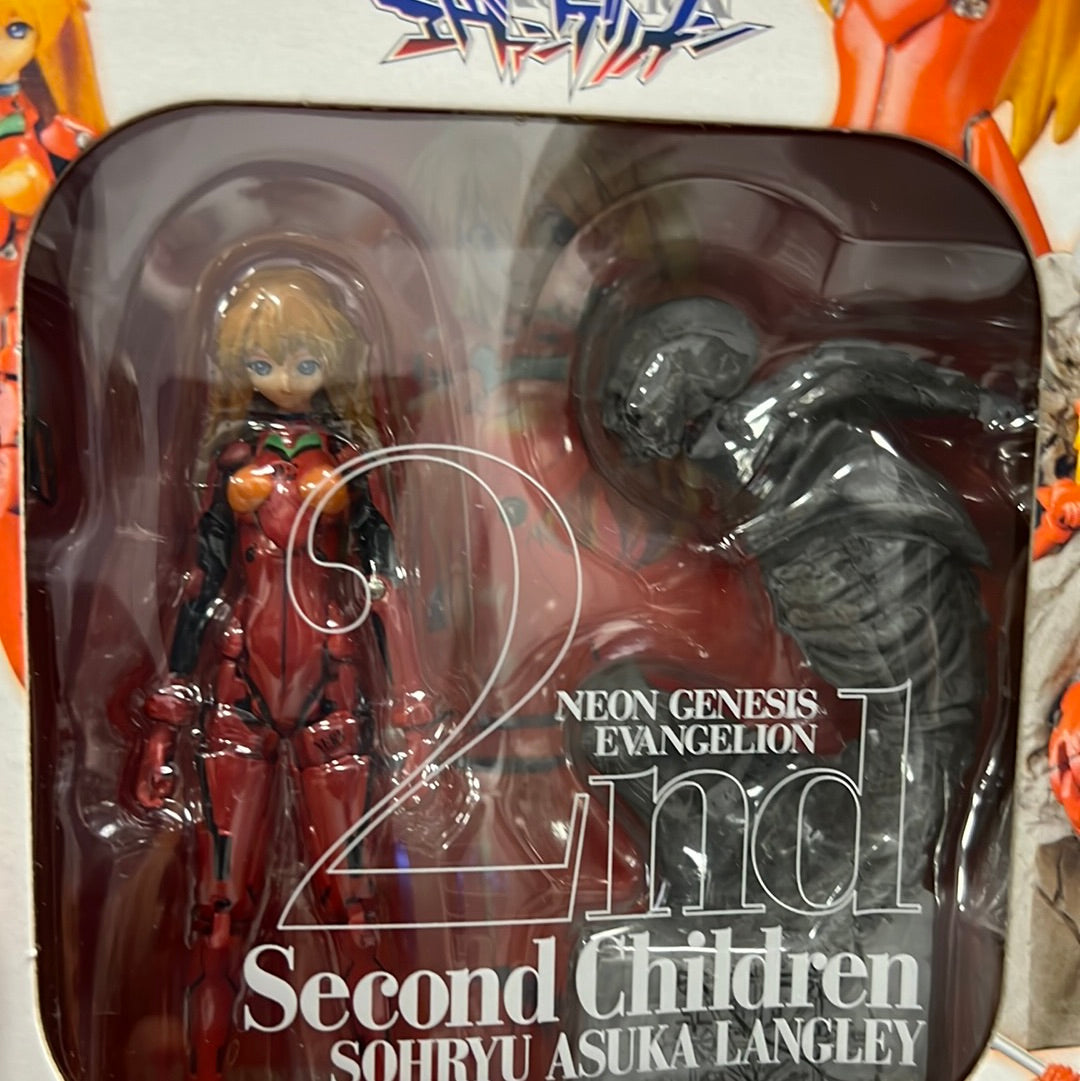 2nd
NEON GENESIS
EVANGELION
Second Children
SOHRYU ASUKA LANGLEY